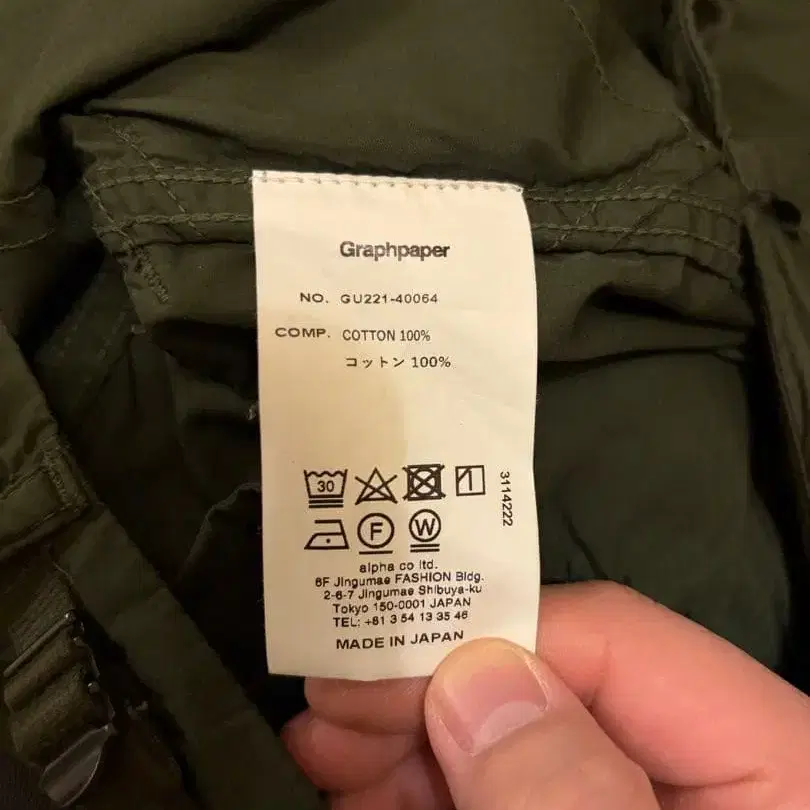 Graphpaper
NO. GU221-40064
COMP. COTTON 100%
コットン 100%
30
F W
3114222
alpha co ltd.
6F Jingumae FASHION Bldg.
2-6-7 Jingumae Shibuya-ku
Tokyo 150-0001 JAPAN
TEL: +81 3 54 13 35 46
MADE IN JAPAN